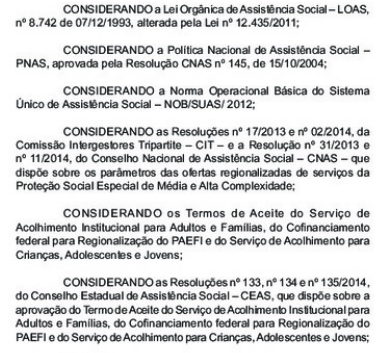 CONSIDERANDO a Lei Orgânica de Assistência Social – LOAS,
nº 8.742 de 07/12/1993, alterada pela Lei nº 12.435/2011;
CONSIDERANDO a Política Nacional de Assistência Social –
PNAS, aprovada pela Resolução CNAS nº 145, de 15/10/2004;
CONSIDERANDO a Norma Operacional Básica do Sistema
Único de Assistência Social – NOB/SUAS/ 2012;
CONSIDERANDO as Resoluções nº 17/2013 e nº 02/2014, da
Comissão Intergestores Tripartite – CIT – e a Resolução nº 31/2013 e
nº 11/2014, do Conselho Nacional de Assistência Social – CNAS – que
dispõe sobre os parâmetros das ofertas regionalizadas de serviços da
Proteção Social Especial de Média e Alta Complexidade;
CONSIDERANDO os Termos de Aceite do Serviço de
Acolhimento Institucional para Adultos e Famílias, do Cofinanciamento
federal para Regionalização do PAEFI e do Serviço de Acolhimento para
Crianças, Adolescentes e Jovens;
CONSIDERANDO as Resoluções nº 133, nº 134 e nº 135/2014,
do Conselho Estadual de Assistência Social – CEAS, que dispõe sobre a
aprovação do Termo de Aceite do Serviço de Acolhimento Institucional para
Adultos e Famílias, do Cofinanciamento federal para Regionalização do
PAEFI e do Serviço de Acolhimento para Crianças, Adolescentes e Jovens;